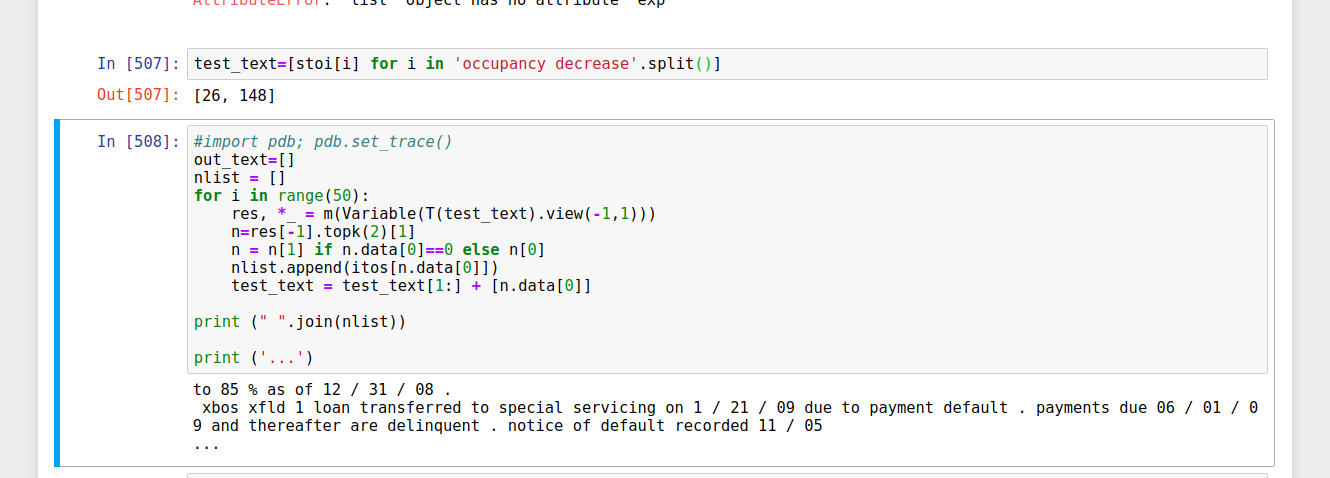 AttributeError: 'list' object has no attribute 'exp'
In [507]: test_text=[stoi[i] for i in 'occupancy decrease'.split()]
Out[507]: [26, 148]
In [508]: #import pdb; pdb.set_trace()
out_text=[]
nlist = []
for i in range(50):
    res, *_ = m(Variable(T(test_text).view(-1,1)))
    n=res[-1].topk(2)[1]
    n = n[1] if n.data[0]==0 else n[0]
    nlist.append(itos[n.data[0]])
    test_text = test_text[1:] + [n.data[0]]
print (" ".join(nlist))
print ('...')
to 85 % as of 12 / 31 / 08 .
 xbos xfld 1 loan transferred to special servicing on 1 / 21 / 09 due to payment default . payments due 06 / 01 / 0
9 and thereafter are delinquent . notice of default recorded 11 / 05
...